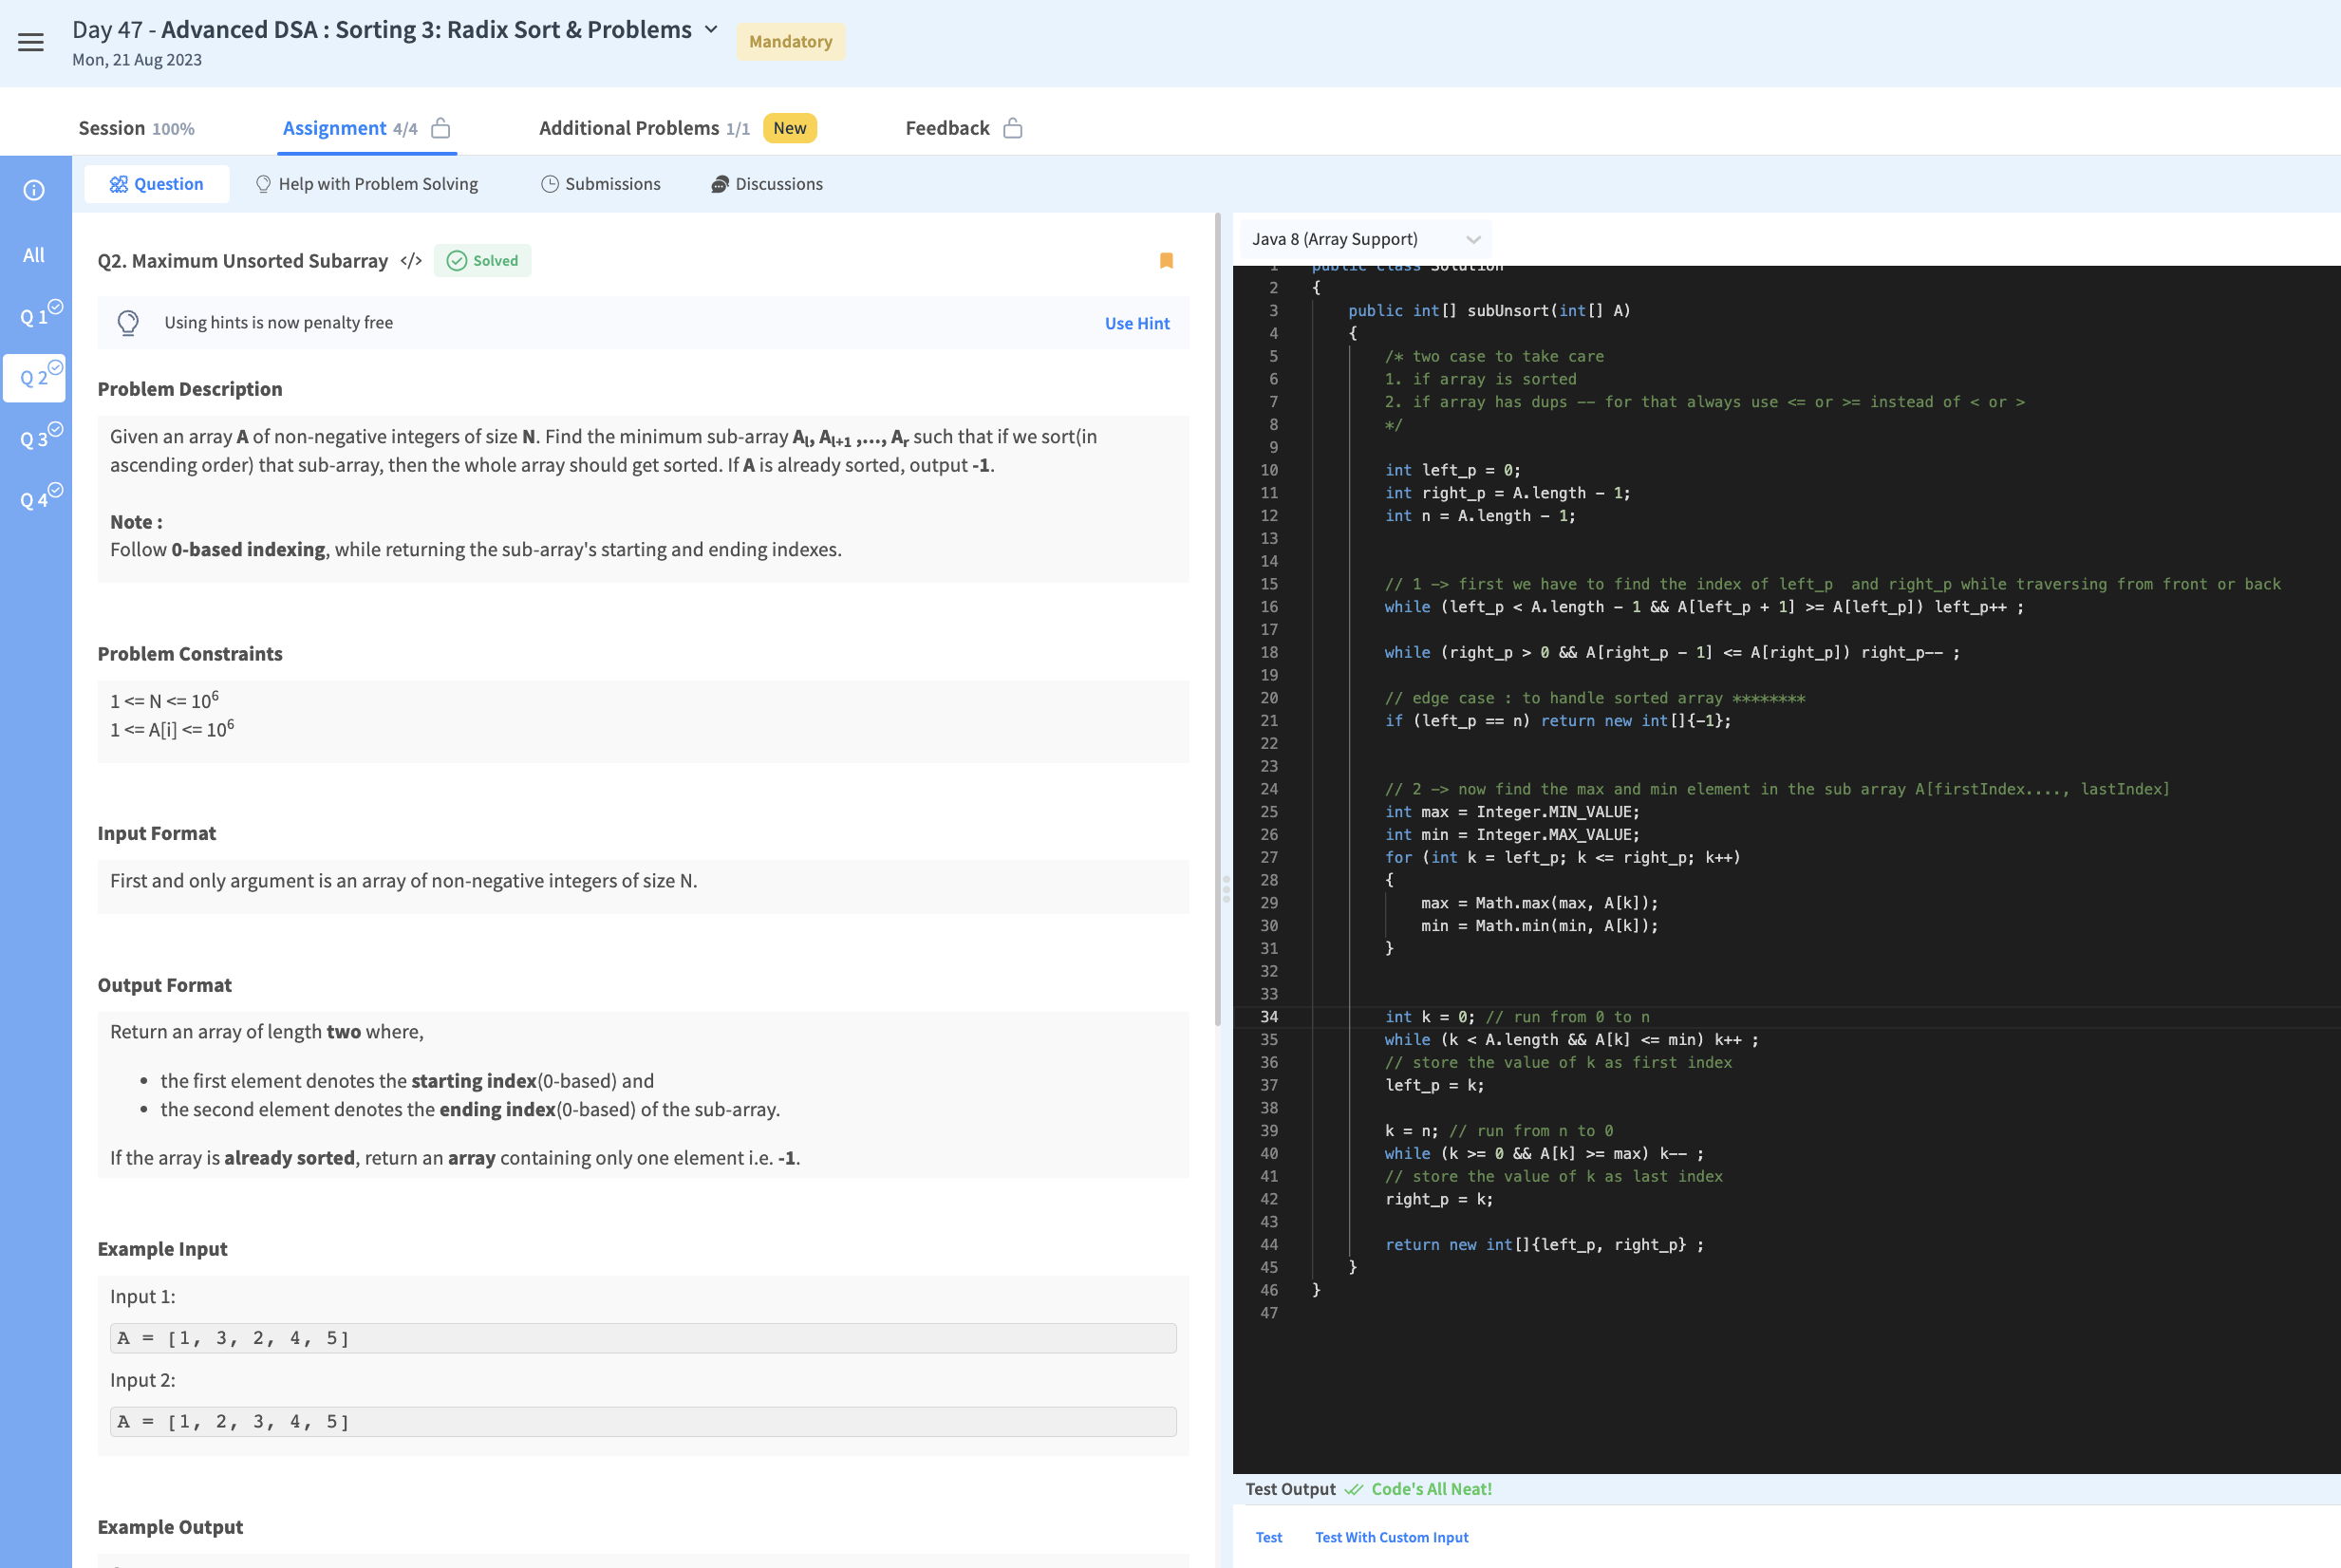 Day 47 - Advanced DSA : Sorting 3: Radix Sort & Problems
Mandatory
Mon, 21 Aug 2023
Session 100%
Assignment 4/4
Additional Problems 1/1 New
Feedback
Question
Help with Problem Solving
Submissions
Discussions
All
Q 1
Q 2
Q 3
Q 4
Q2. Maximum Unsorted Subarray </> Solved
Using hints is now penalty free
Use Hint
Problem Description
Given an array A of non-negative integers of size N. Find the minimum sub-array Al, Al+1 ,..., Ar such that if we sort(in
ascending order) that sub-array, then the whole array should get sorted. If A is already sorted, output -1.
Note :
Follow 0-based indexing, while returning the sub-array's starting and ending indexes.
Problem Constraints
1 <= N <= 10^6
1 <= A[i] <= 10^6
Input Format
First and only argument is an array of non-negative integers of size N.
Output Format
Return an array of length two where,
• the first element denotes the starting index(0-based) and
• the second element denotes the ending index(0-based) of the sub-array.
If the array is already sorted, return an array containing only one element i.e. -1.
Example Input
Input 1:
A = [1, 3, 2, 4, 5]
Input 2:
A = [1, 2, 3, 4, 5]
Example Output
Java 8 (Array Support)
1 public class Solution
2 {
3 public int[] subUnsort(int[] A)
4 {
5 /* two case to take care
6 1. if array is sorted
7 2. if array has dups -- for that always use <= or >= instead of < or >
8 */
9
10 int left_p = 0;
11 int right_p = A.length - 1;
12 int n = A.length - 1;
13
14
15 // 1 -> first we have to find the index of left_p  and right_p while traversing from front or back
16 while (left_p < A.length - 1 && A[left_p + 1] >= A[left_p]) left_p++ ;
17
18 while (right_p > 0 && A[right_p - 1] <= A[right_p]) right_p-- ;
19
20 // edge case : to handle sorted array ********
21 if (left_p == n) return new int[]{-1};
22
23
24 // 2 -> now find the max and min element in the sub array A[firstIndex...., lastIndex]
25 int max = Integer.MIN_VALUE;
26 int min = Integer.MAX_VALUE;
27 for (int k = left_p; k <= right_p; k++)
28 {
29 max = Math.max(max, A[k]);
30 min = Math.min(min, A[k]);
31 }
32
33
34 int k = 0; // run from 0 to n
35 while (k < A.length && A[k] <= min) k++ ;
36 // store the value of k as first index
37 left_p = k;
38
39 k = n; // run from n to 0
40 while (k >= 0 && A[k] >= max) k-- ;
41 // store the value of k as last index
42 right_p = k;
43
44 return new int[]{left_p, right_p} ;
45 }
46 }
47
Test Output Code's All Neat!
Test
Test With Custom Input